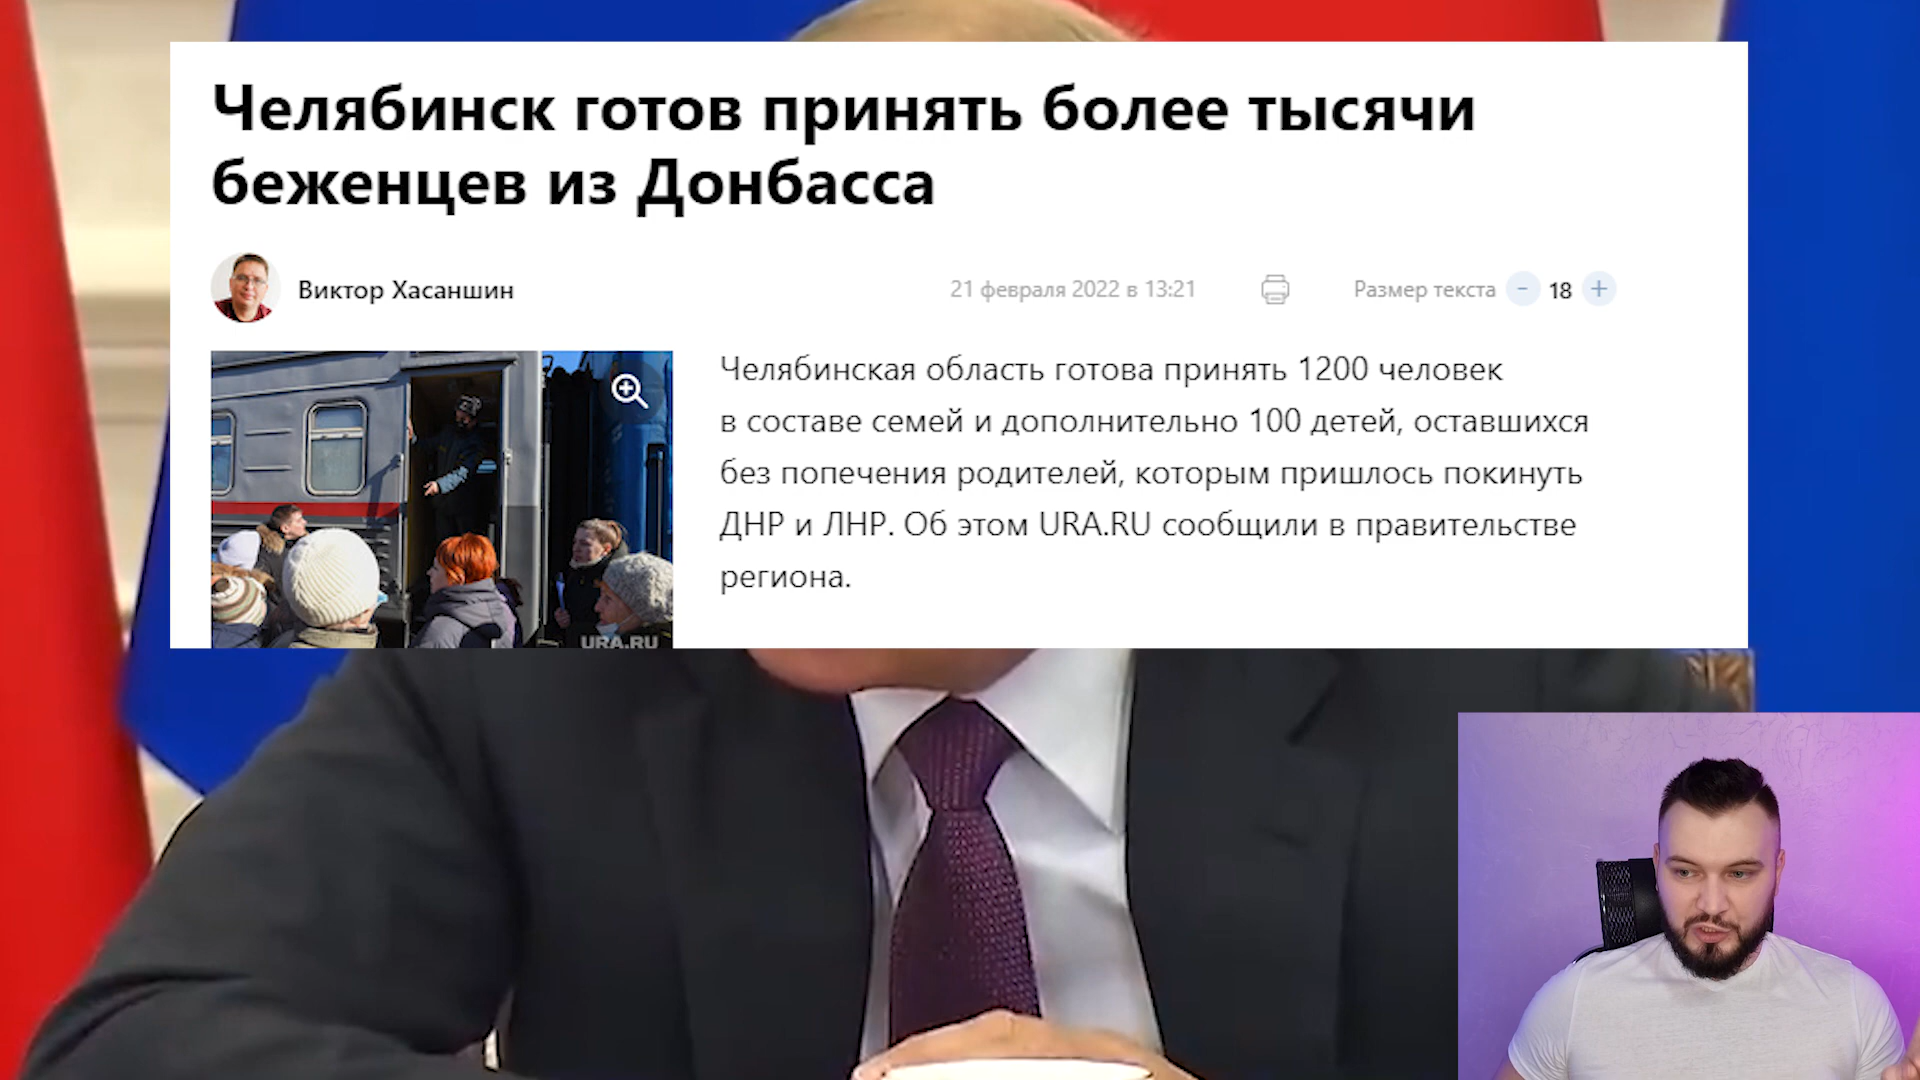 Челябинск готов принять более тысячи
беженцев из Донбасса
Виктор Хасаншин
21 февраля 2022 в 13:21
Размер текста - 18 +
Челябинская область готова принять 1200 человек
в составе семей и дополнительно 100 детей, оставшихся
без попечения родителей, которым пришлось покинуть
ДНР и ЛНР. Об этом URA.RU сообщили в правительстве
региона.
URA.RU